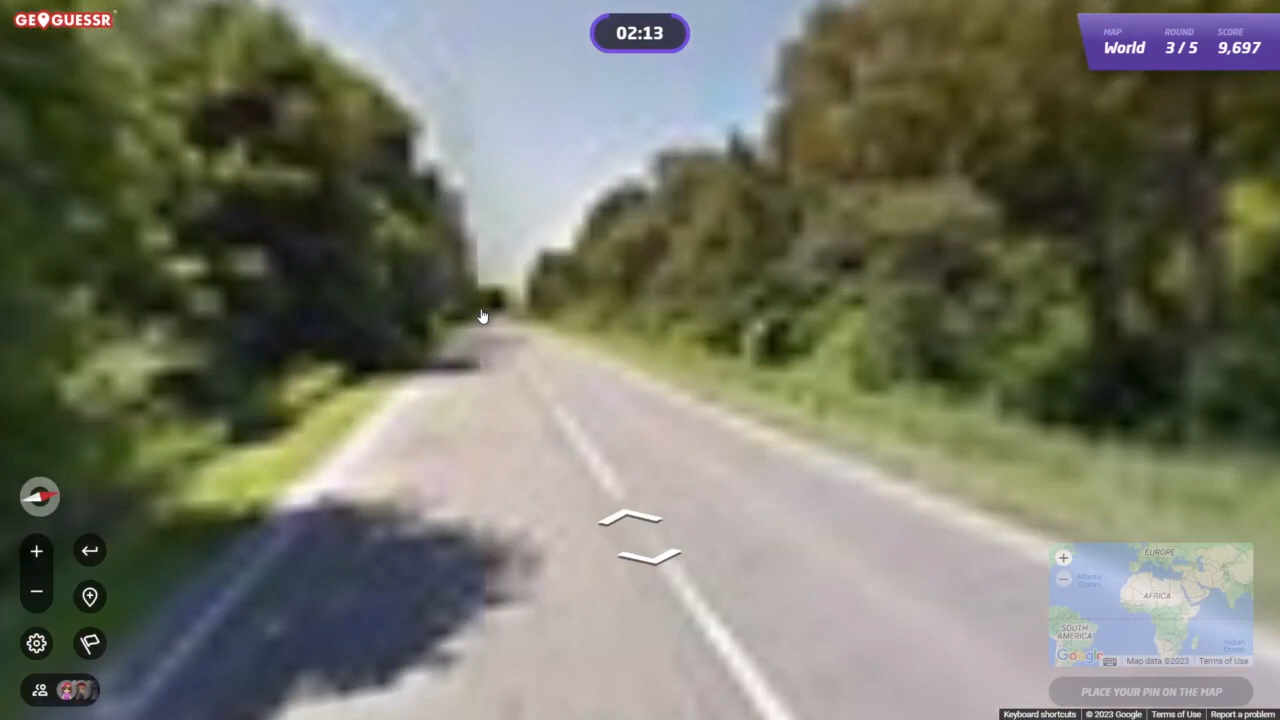 GEOGUESSR
02:13
MAP ROUND SCORE
World 3 / 5 9,697
EUROPE
Atlantic
Ocean
AFRICA
SOUTH
AMERICA
Indian
Ocean
Google
Map data ©2023 Terms of Use
PLACE YOUR PIN ON THE MAP
Keyboard shortcuts © 2023 Google Terms of Use Report a problem